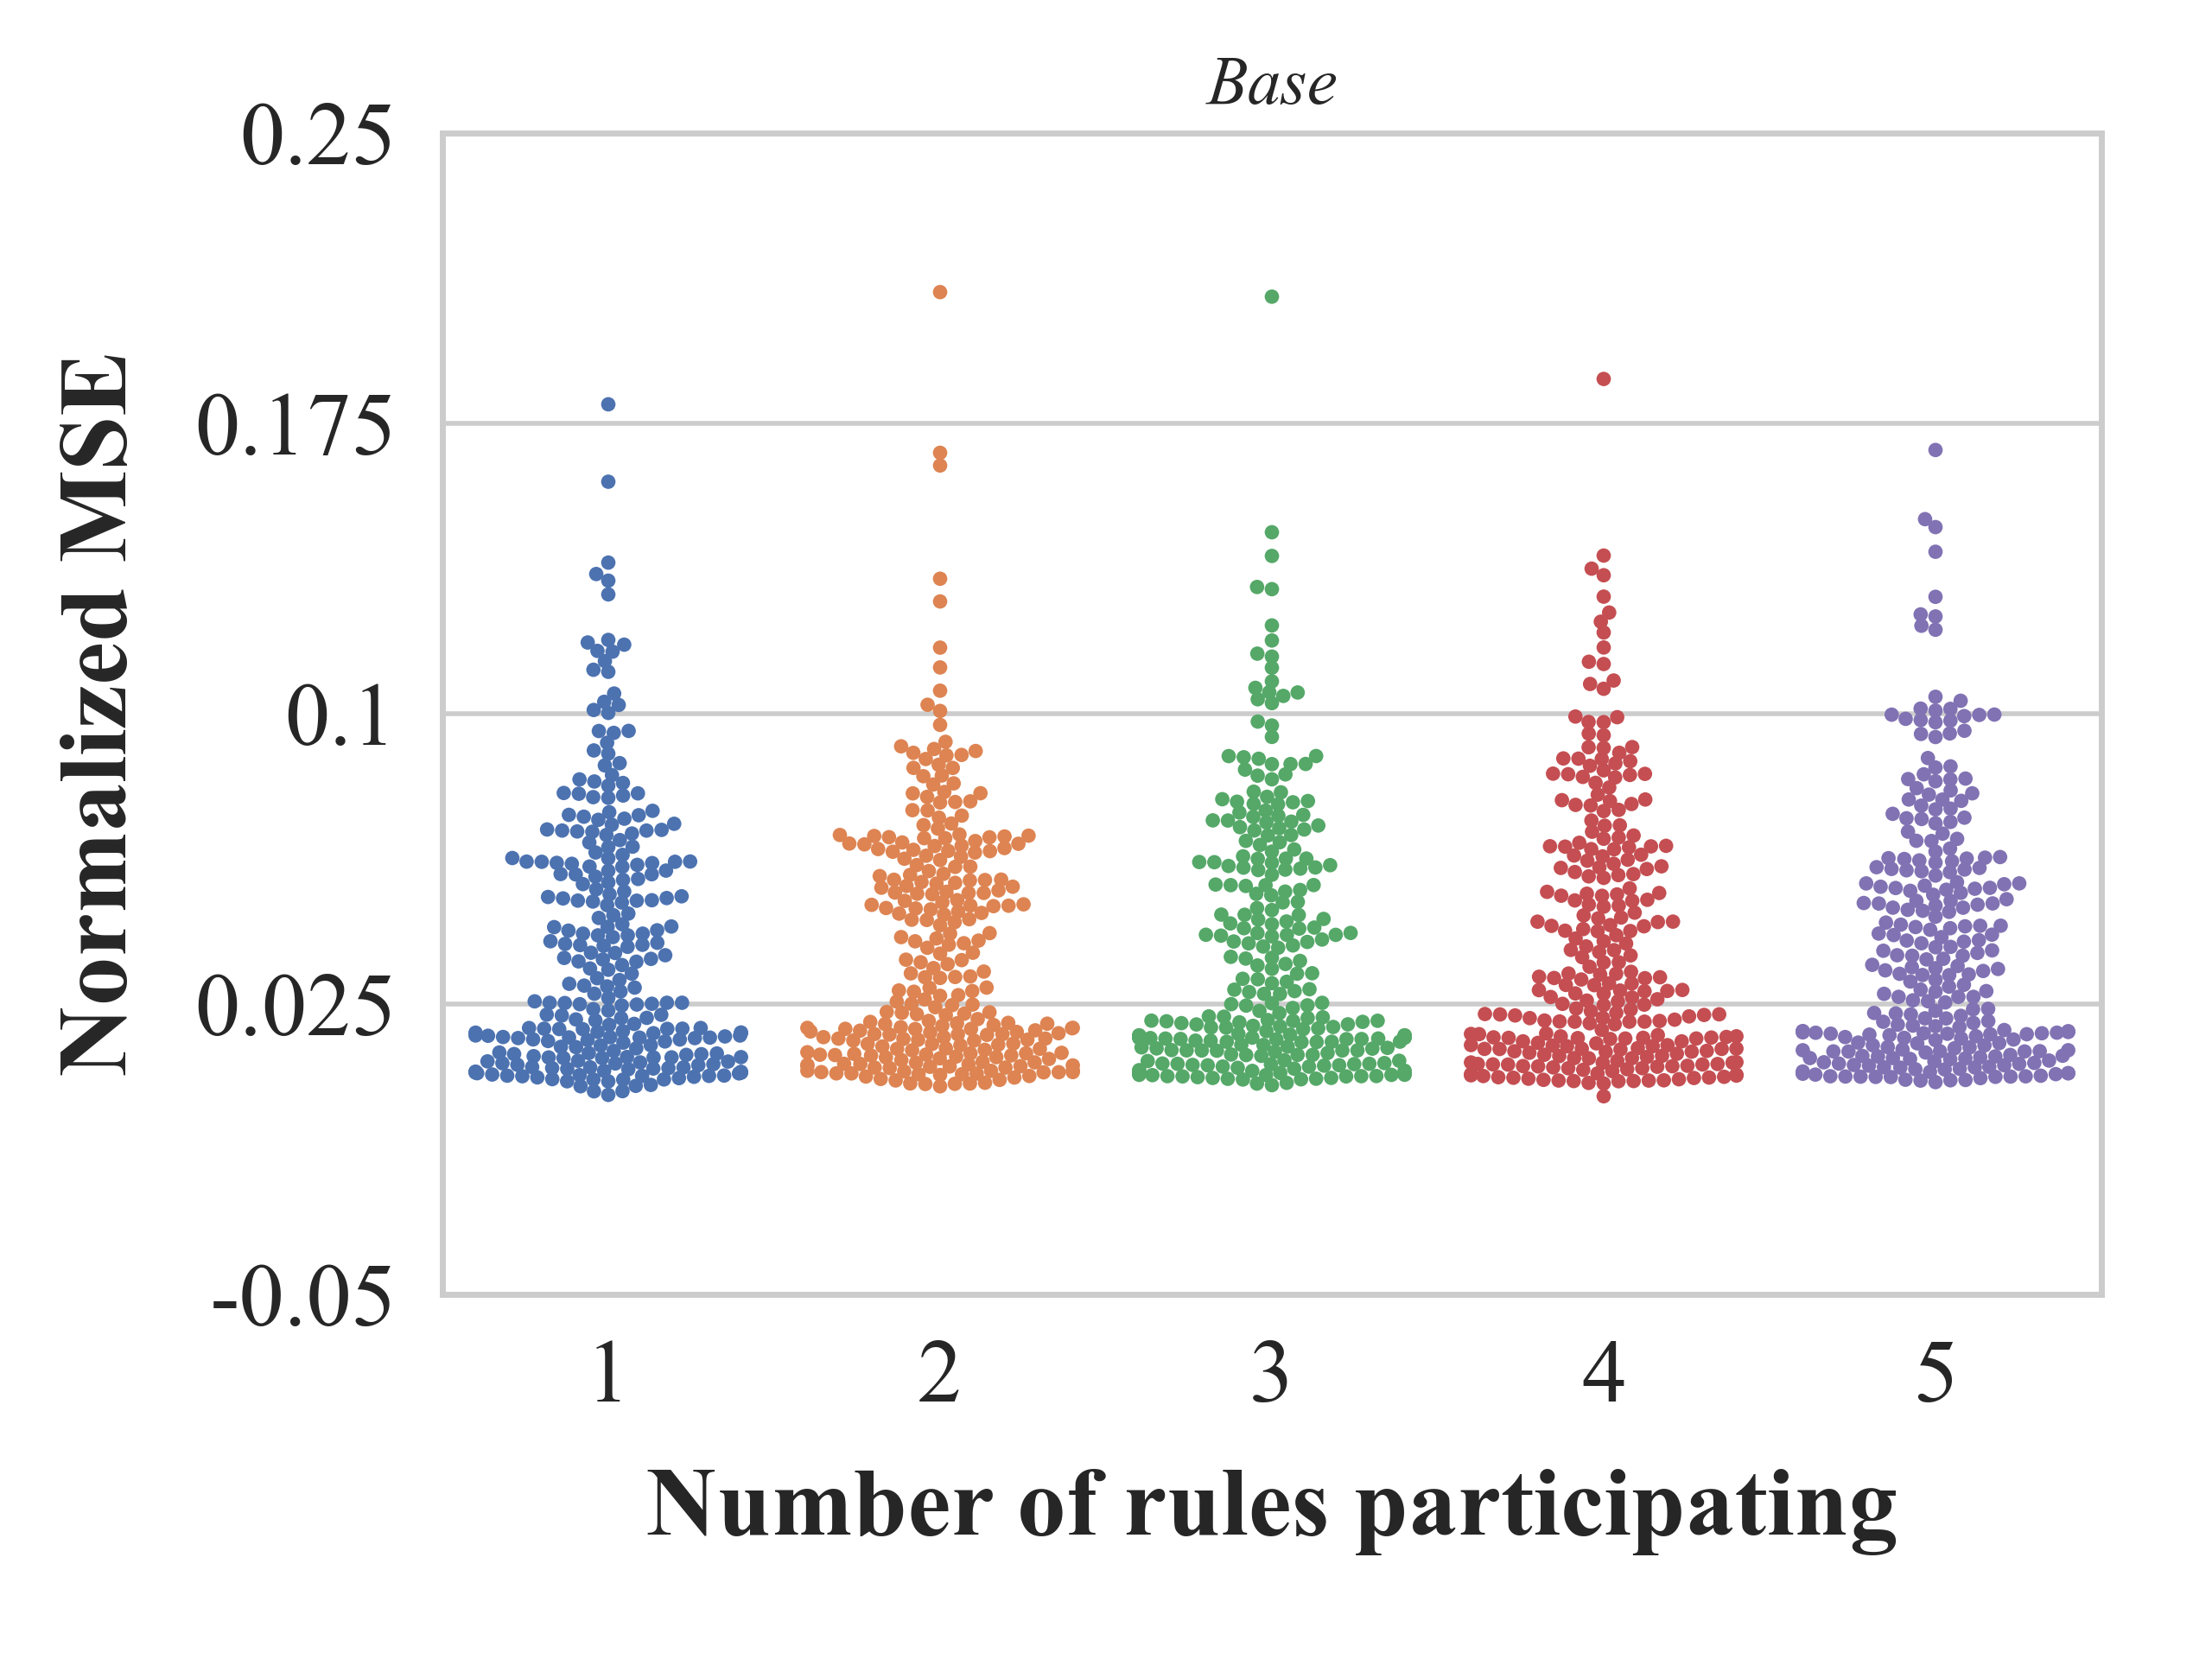 Base
0.25
0.175
0.1
0.025
-0.05
Normalized MSE
1 2 3 4 5
Number of rules participating